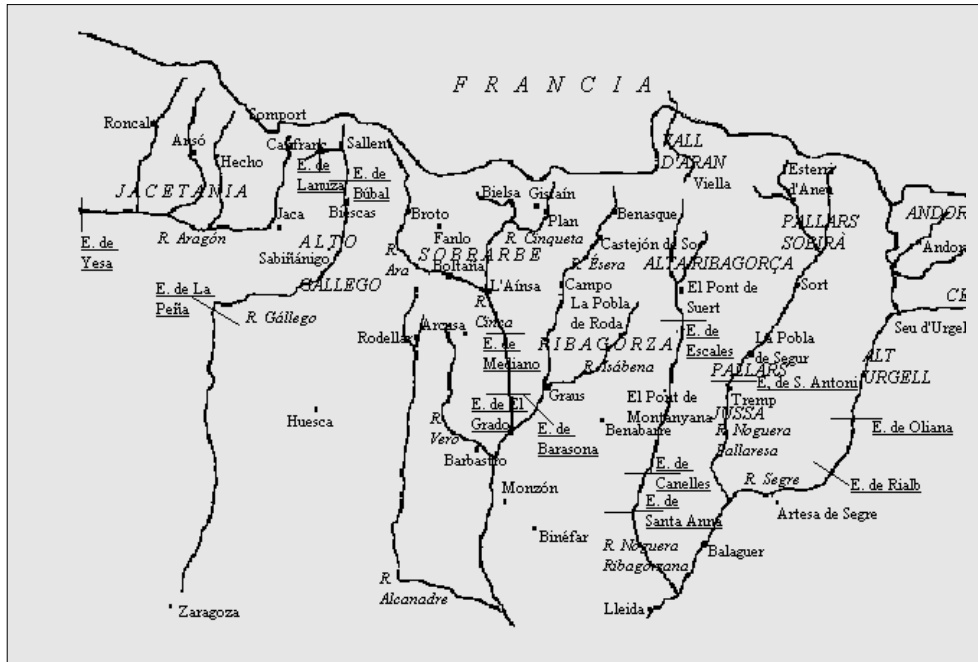 F R A N C I A
Roncal
Somport
Ansó
Canfranc
Sallent
VALL
D'ARAN
Hecho
E. de
Lanuza
E. de
Búbal
Viella
Esterri
d'Aneu
JACETANIA
Bielsa
Gistaín
Biescas
Broto
Plan
Benasque
PALLARS
SOBIRÀ
ANDOR
Jaca
R. Aragón
ALTO
GÁLLEGO
Fanlo
R. Cinqueta
Castejón de So
Andor
E. de
Yesa
Sabiñánigo
R.
Ara
SOBRARBE
Boltaña
R. Ésera
ALTA RIBAGORÇA
E. de La
Peña
L'Aínsa
Campo
El Pont de
Suert
Sort
CE
R. Gállego
R.
Cinca
La Pobla
de Roda
Seu d'Urgel
Rodellar
Arcusa
E. de
Mediano
RIBAGORZA
E. de
Escales
La Pobla
de Segur
ALT
URGELL
R. Isábena
PALLARS
JUSSA
E. de S. Antoni
Graus
El Pont de
Montanyana
Tremp
Huesca
R.
Vero
E. de El
Grado
E. de
Barasona
Benabarre
R. Noguera
Pallaresa
E. de Oliana
Barbastro
E. de
Canelles
R. Segre
E. de Rialb
Monzón
E. de
Santa Anna
Artesa de Segre
Binéfar
R. Noguera
Ribagorzana
Balaguer
R.
Alcanadre
Zaragoza
Lleida